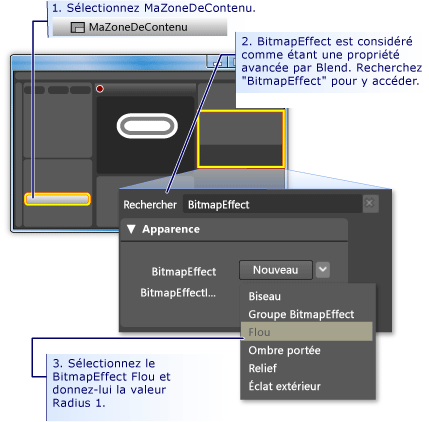 1. Sélectionnez MaZoneDeContenu.
MaZoneDeContenu
2. BitmapEffect est considéré
comme étant une propriété
avancée par Blend. Recherchez
"BitmapEffect" pour y accéder.
Rechercher BitmapEffect
Apparence
BitmapEffect Nouveau
BitmapEffectI...
Biseau
Groupe BitmapEffect
Flou
Ombre portée
Relief
Éclat extérieur
3. Sélectionnez le
BitmapEffect Flou et
donnez-lui la valeur
Radius 1.